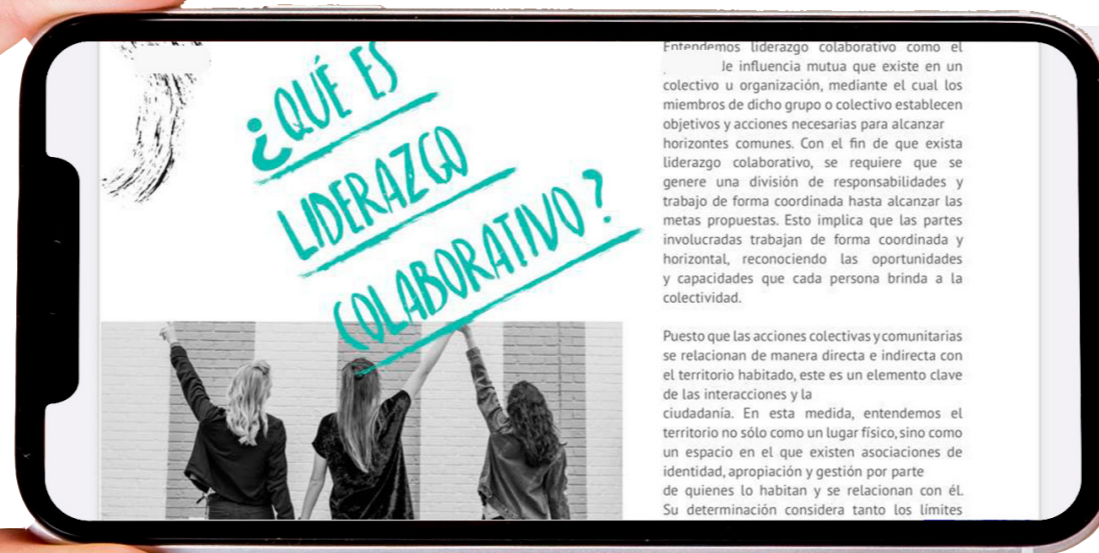 ¿QUÉ ES
LIDERAZGO
COLABORATIVO?
Entendemos liderazgo colaborativo como el
de influencia mutua que existe en un
colectivo u organización, mediante el cual los
miembros de dicho grupo o colectivo establecen
objetivos y acciones necesarias para alcanzar
horizontes comunes. Con el fin de que exista
liderazgo colaborativo, se requiere que se
genere una división de responsabilidades y
trabajo de forma coordinada hasta alcanzar las
metas propuestas. Esto implica que las partes
involucradas trabajan de forma coordinada y
horizontal, reconociendo las oportunidades
y capacidades que cada persona brinda a la
colectividad.
Puesto que las acciones colectivas y comunitarias
se relacionan de manera directa e indirecta con
el territorio habitado, este es un elemento clave
de las interacciones y la
ciudadanía. En esta medida, entendemos el
territorio no sólo como un lugar físico, sino como
un espacio en el que existen asociaciones de
identidad, apropiación y gestión por parte
de quienes lo habitan y se relacionan con él.
Su determinación considera tanto los límites